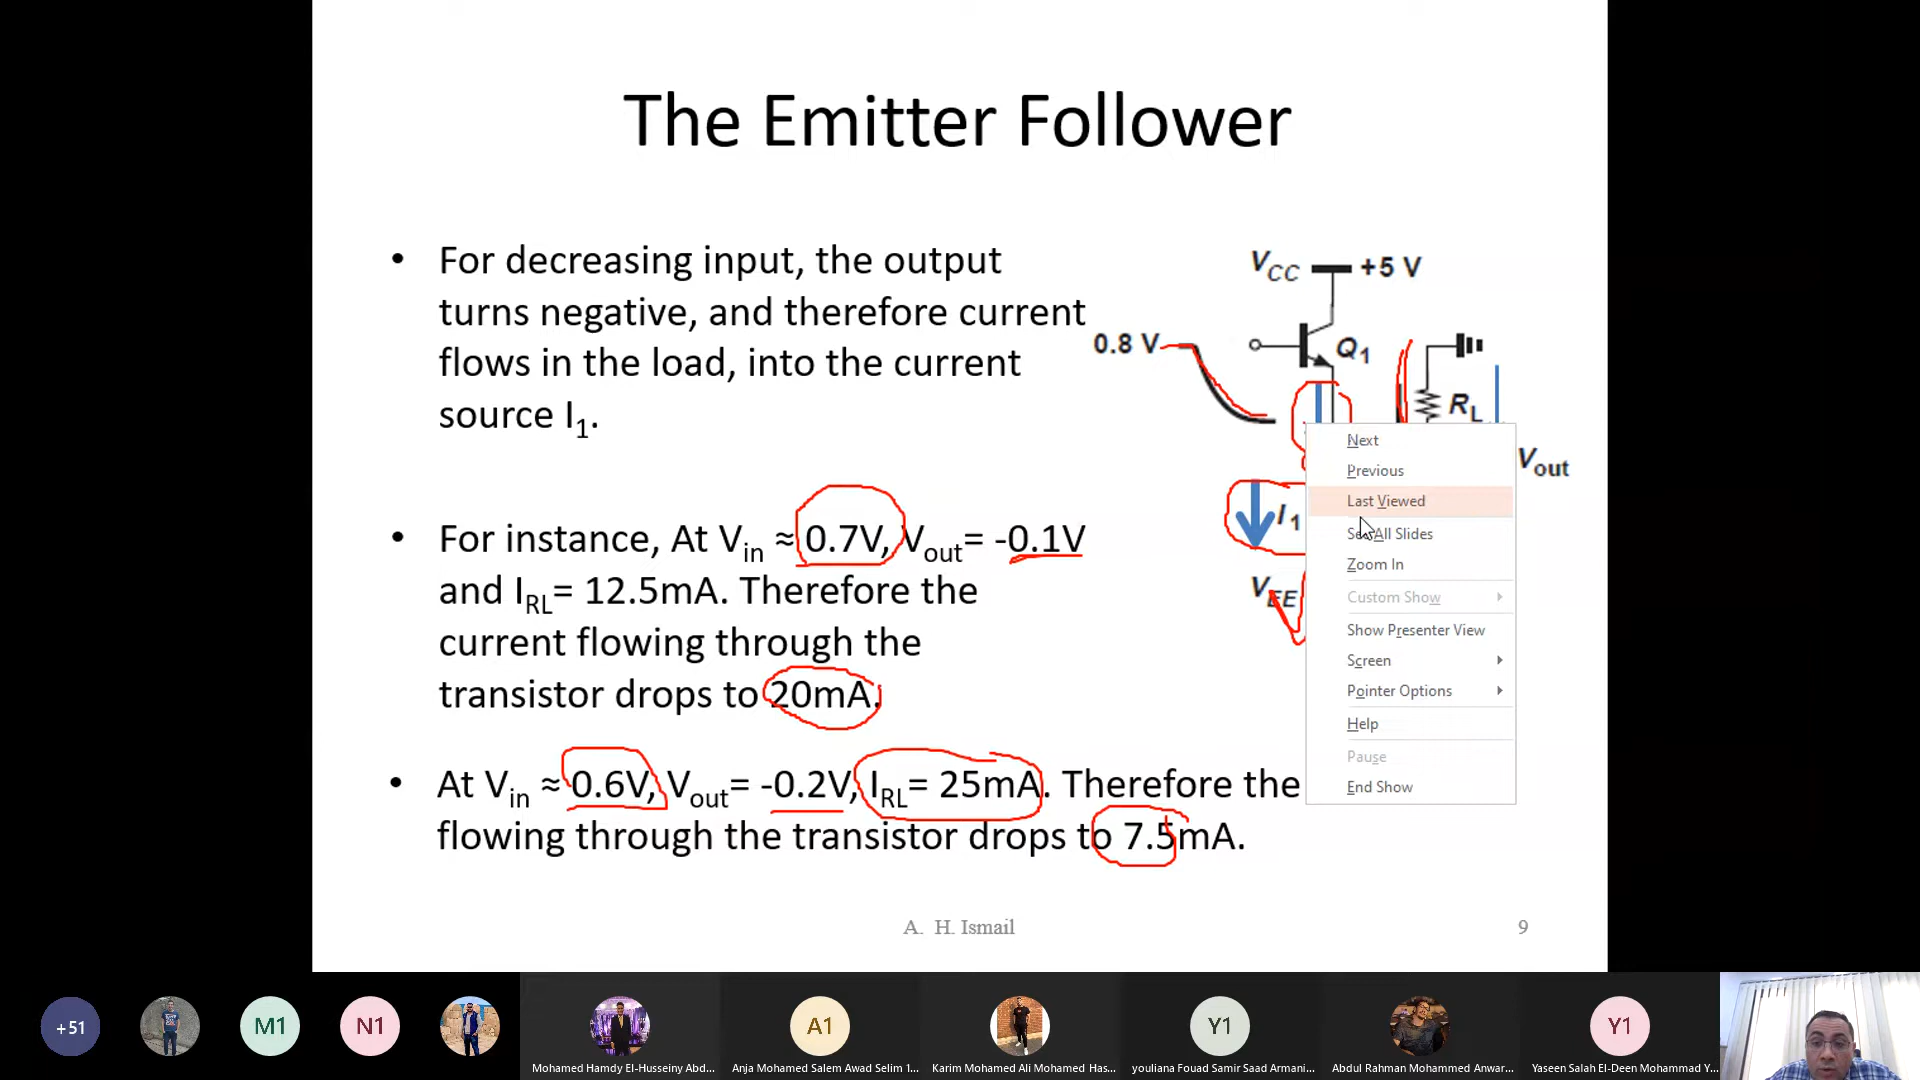 The Emitter Follower
• For decreasing input, the output
turns negative, and therefore current
flows in the load, into the current
source I1.
• For instance, At Vin ≈ 0.7V, Vout= -0.1V
and IRL= 12.5mA. Therefore the
current flowing through the
transistor drops to 20mA.
• At Vin ≈ 0.6V, Vout= -0.2V, IRL= 25mA. Therefore the
flowing through the transistor drops to 7.5mA.
VCC +5 V
0.8 V
Q1
RL
Vout
I1
VEE
Next
Previous
Last Viewed
See All Slides
Zoom In
Custom Show
Show Presenter View
Screen
Pointer Options
Help
Pause
End Show
A. H. Ismail
9
+51
M1
N1
A1
Y1
Y1
Mohamed Hamdy El-Husseiny Abd...
Anja Mohamed Salem Awad Selim 1...
Karim Mohamed Ali Mohamed Has...
youliana Fouad Samir Saad Armani...
Abdul Rahman Mohammed Anwar...
Yaseen Salah El-Deen Mohammad Y...